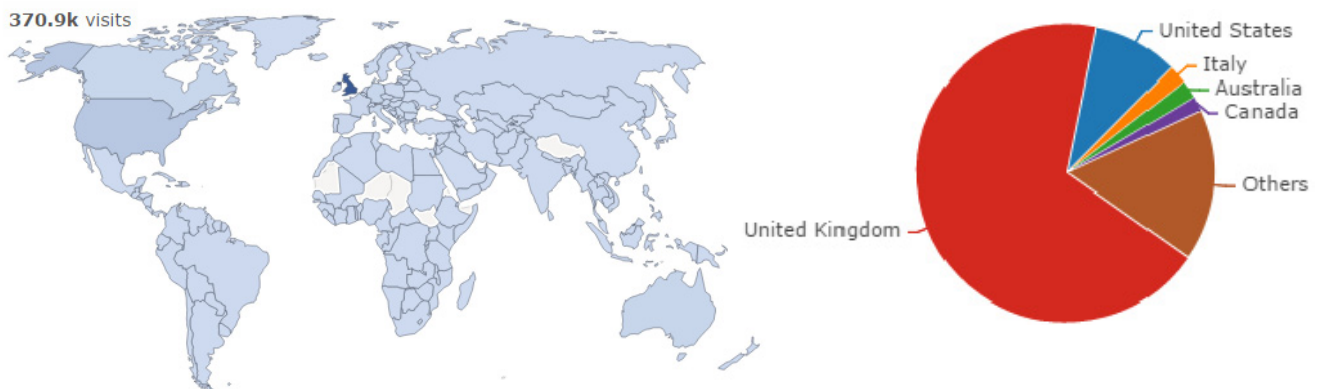 370.9k visits
United States
Italy
Australia
Canada
Others
United Kingdom